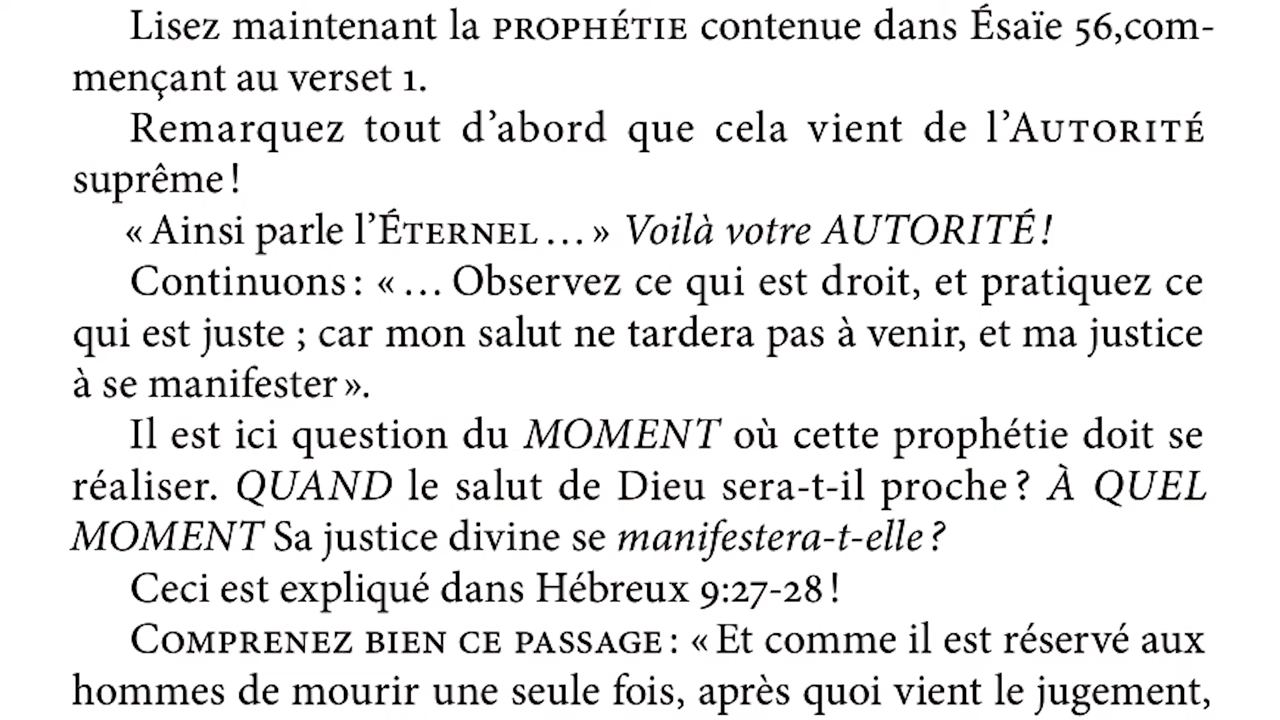 Lisez maintenant la PROPHÉTIE contenue dans Ésaïe 56,com-
mençant au verset 1.
Remarquez tout d’abord que cela vient de l’AUTORITÉ
suprême !
« Ainsi parle l’ÉTERNEL … » Voilà votre AUTORITÉ !
Continuons : « … Observez ce qui est droit, et pratiquez ce
qui est juste ; car mon salut ne tardera pas à venir, et ma justice
à se manifester ».
Il est ici question du MOMENT où cette prophétie doit se
réaliser. QUAND le salut de Dieu sera-t-il proche ? À QUEL
MOMENT Sa justice divine se manifestera-t-elle ?
Ceci est expliqué dans Hébreux 9:27-28 !
COMPRENEZ BIEN CE PASSAGE : « Et comme il est réservé aux
hommes de mourir une seule fois, après quoi vient le jugement,